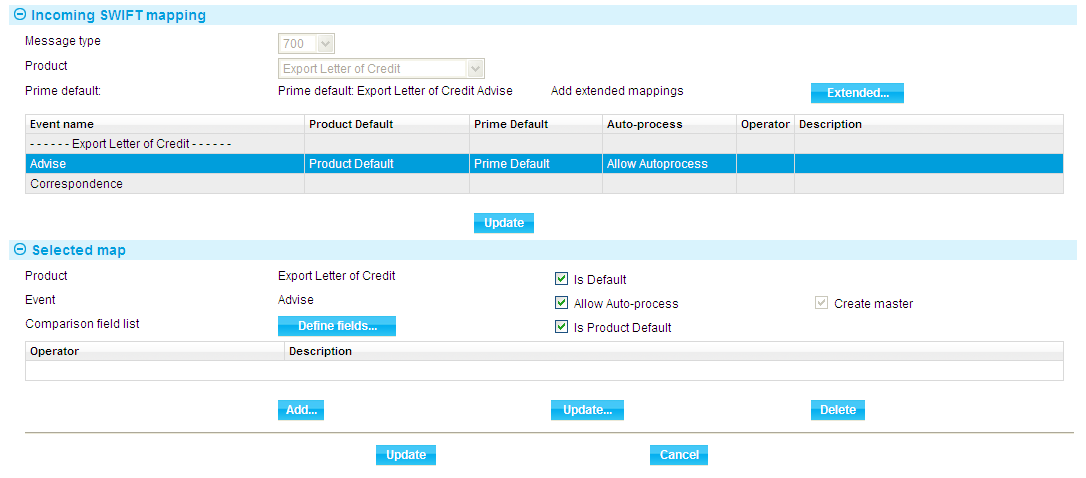 Incoming SWIFT mapping
Message type 700
Product Export Letter of Credit
Prime default: Prime default: Export Letter of Credit Advise Add extended mappings Extended...
Event name Product Default Prime Default Auto-process Operator Description
- - - - - - Export Letter of Credit - - - - - -
Advise Product Default Prime Default Allow Autoprocess
Correspondence
Update
Selected map
Product Export Letter of Credit Is Default
Event Advise Allow Auto-process Create master
Comparison field list Define fields... Is Product Default
Operator Description
Add... Update... Delete
Update Cancel